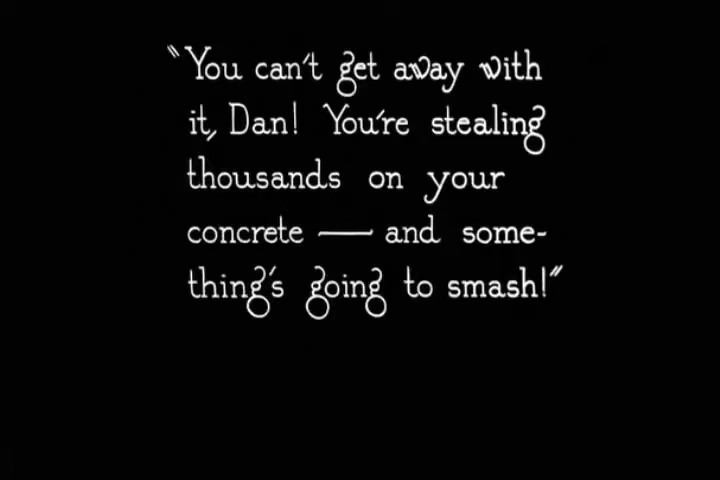 "You can't get away with
it, Dan! You're stealing
thousands on your
concrete — and some-
thing's going to smash!"